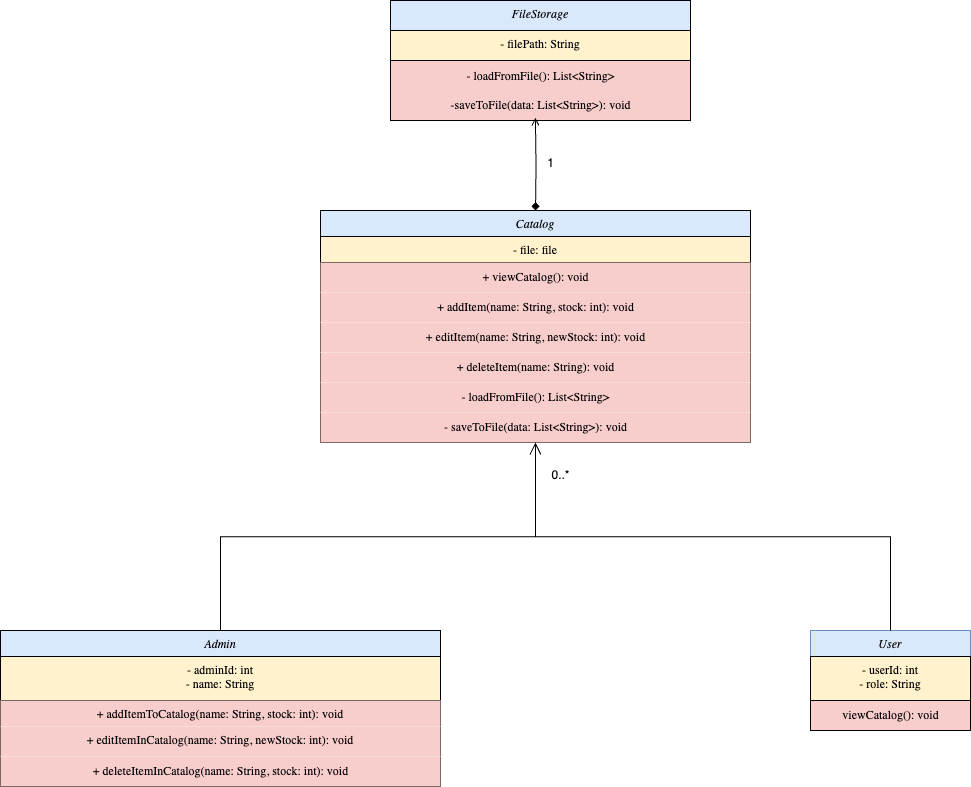 FileStorage
- filePath: String
- loadFromFile(): List<String>
-saveToFile(data: List<String>): void
1
Catalog
- file: file
+ viewCatalog(): void
+ addItem(name: String, stock: int): void
+ editItem(name: String, newStock: int): void
+ deleteItem(name: String): void
- loadFromFile(): List<String>
- saveToFile(data: List<String>): void
0..*
Admin
- adminId: int
- name: String
+ addItemToCatalog(name: String, stock: int): void
+ editItemInCatalog(name: String, newStock: int): void
+ deleteItemInCatalog(name: String, stock: int): void
User
- userId: int
- role: String
viewCatalog(): void